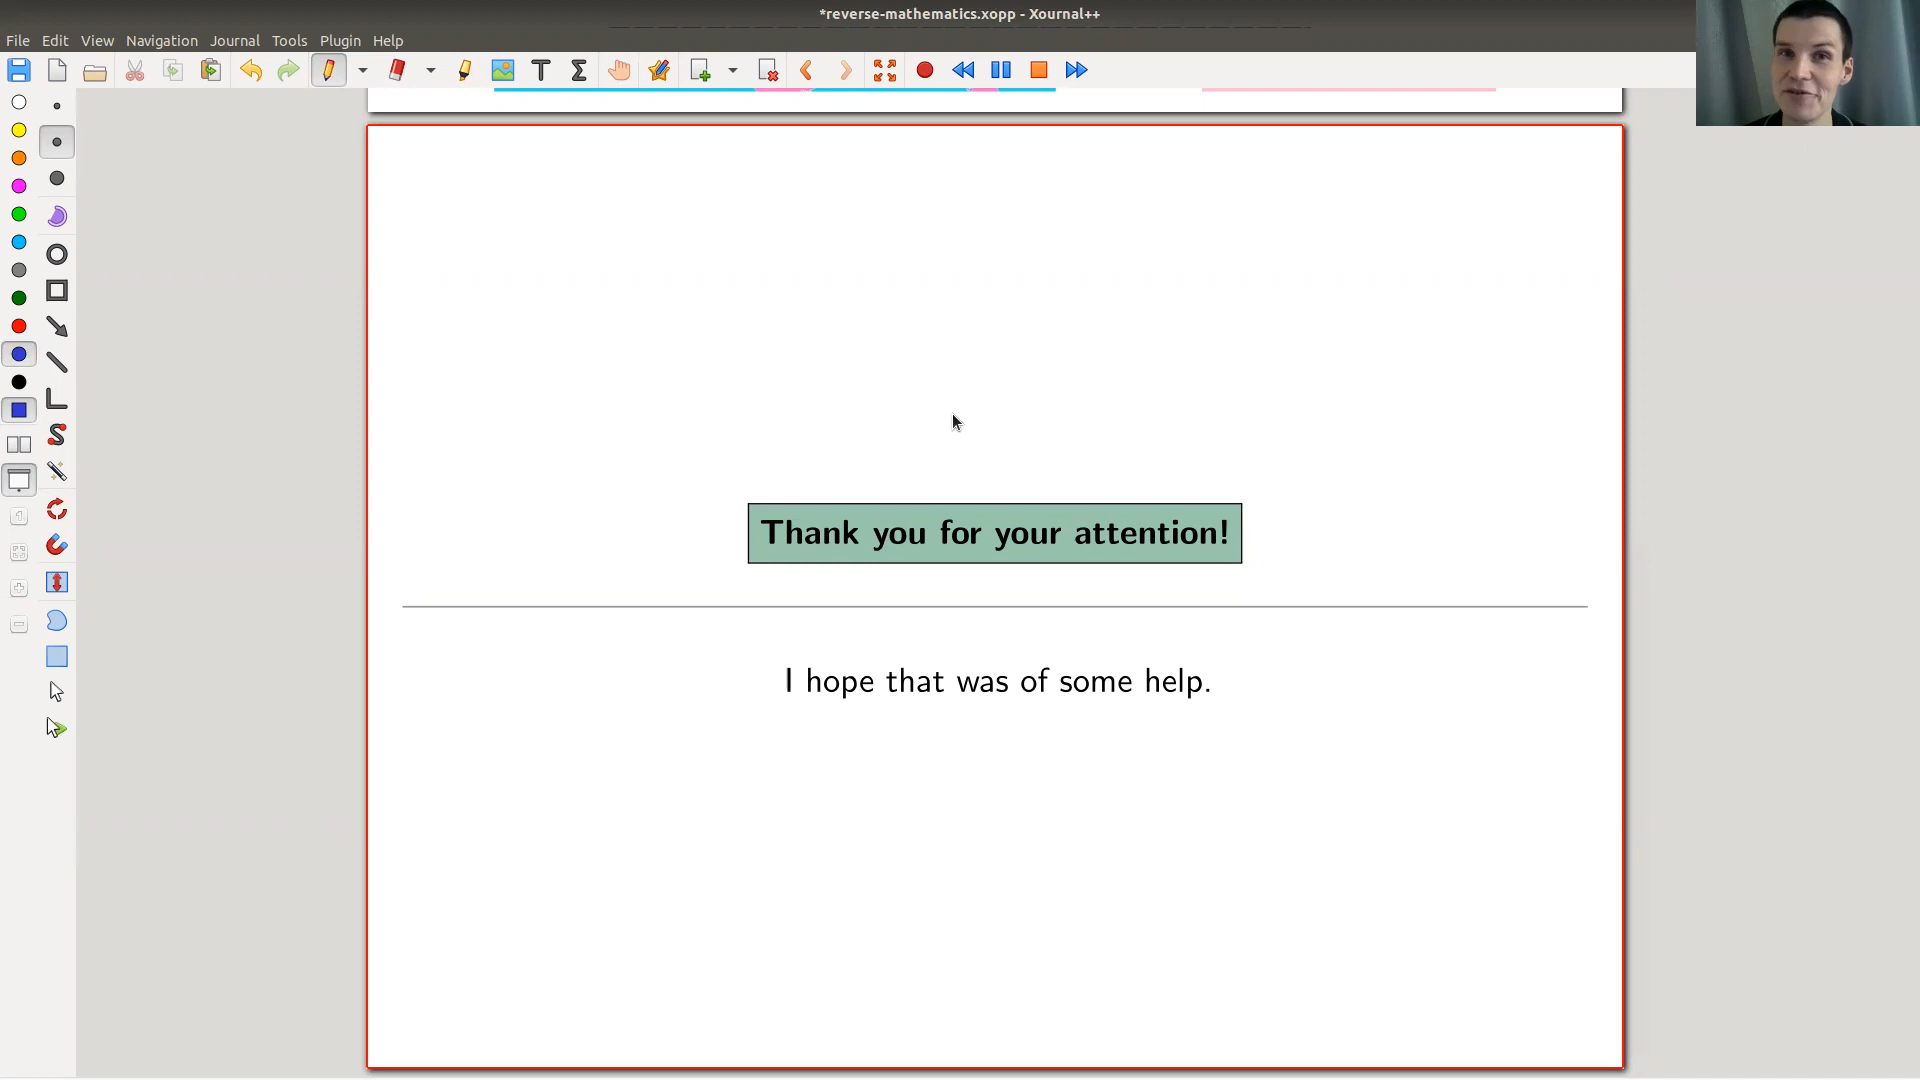 *reverse-mathematics.xopp - Xournal++
File Edit View Navigation Journal Tools Plugin Help
Thank you for your attention!
I hope that was of some help.